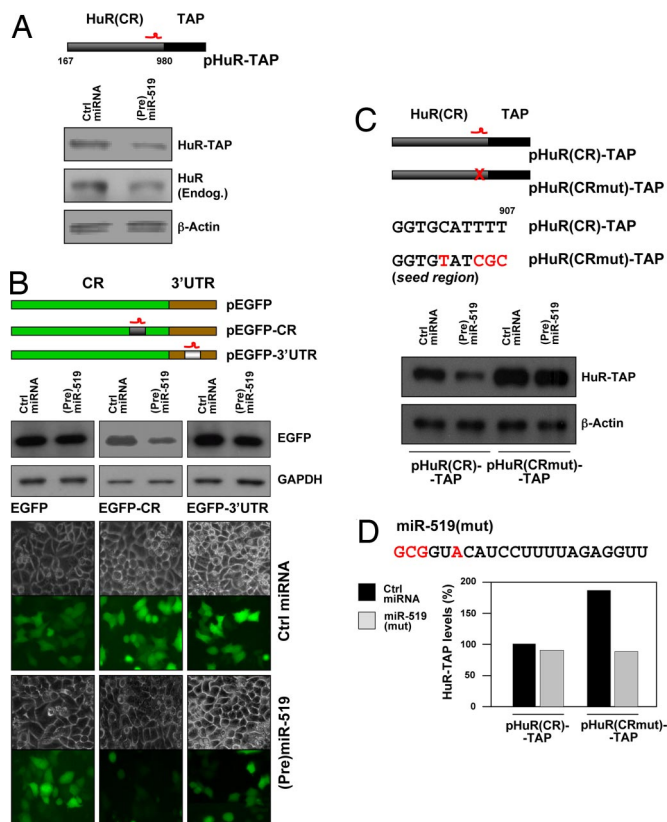 A
HuR(CR) TAP
167 980 pHuR-TAP
Ctrl miRNA
(Pre) miR-519
HuR-TAP
HuR (Endog.)
β-Actin
B
CR 3'UTR
pEGFP
pEGFP-CR
pEGFP-3'UTR
Ctrl miRNA
(Pre) miR-519
Ctrl miRNA
(Pre) miR-519
Ctrl miRNA
(Pre) miR-519
EGFP
GAPDH
EGFP EGFP-CR EGFP-3'UTR
Ctrl miRNA
(Pre)miR-519
C
HuR(CR) TAP
pHuR(CR)-TAP
pHuR(CRmut)-TAP
907
GGTGCATTTT pHuR(CR)-TAP
GGTGTATCGC pHuR(CRmut)-TAP
(seed region)
Ctrl miRNA
(Pre) miR-519
Ctrl miRNA
(Pre) miR-519
HuR-TAP
β-Actin
pHuR(CR)- pHuR(CRmut)-
-TAP -TAP
D
miR-519(mut)
GCGGUACAUCCUUUUAGAGGUU
Ctrl miRNA
miR-519 (mut)
HuR-TAP levels (%)
200
150
100
50
0
pHuR(CR)- pHuR(CRmut)-
-TAP -TAP